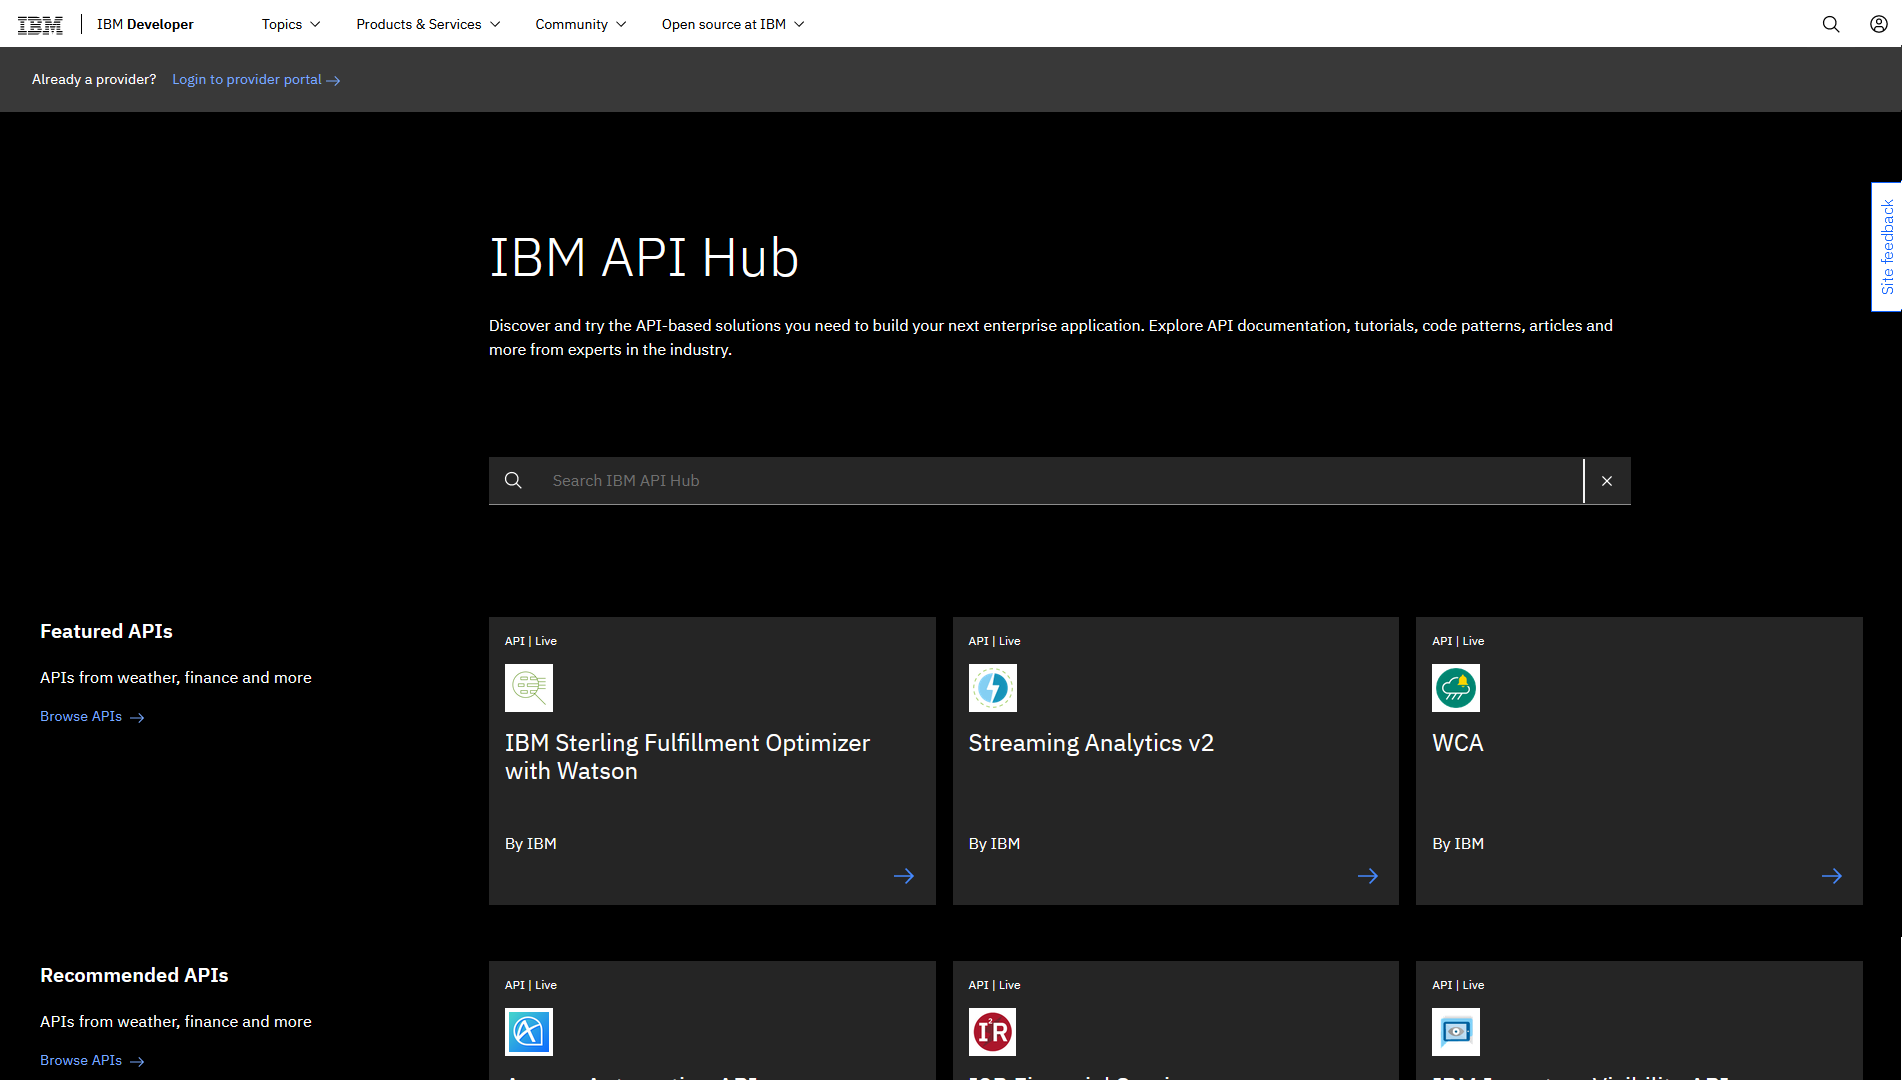 IBM
IBM Developer
Topics
Products & Services
Community
Open source at IBM
Already a provider?
Login to provider portal
Site feedback
IBM API Hub
Discover and try the API-based solutions you need to build your next enterprise application. Explore API documentation, tutorials, code patterns, articles and
more from experts in the industry.
Search IBM API Hub
Featured APIs
APIs from weather, finance and more
Browse APIs
API | Live
IBM Sterling Fulfillment Optimizer
with Watson
By IBM
API | Live
Streaming Analytics v2
By IBM
API | Live
WCA
By IBM
Recommended APIs
APIs from weather, finance and more
Browse APIs
API | Live
API | Live
I2R
API | Live